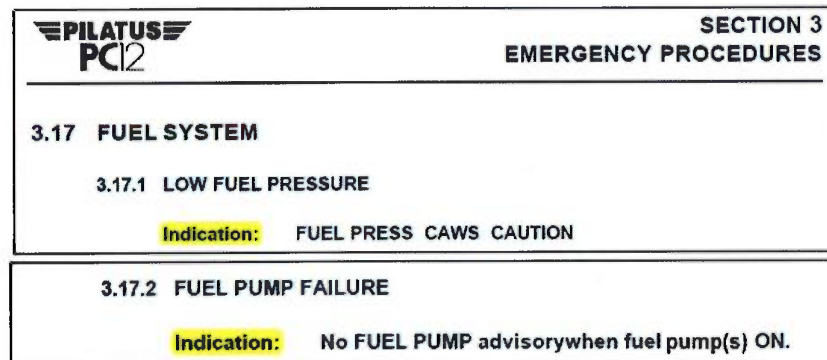 PILATUS
PC12
SECTION 3
EMERGENCY PROCEDURES
3.17 FUEL SYSTEM
3.17.1 LOW FUEL PRESSURE
Indication: FUEL PRESS CAWS CAUTION
3.17.2 FUEL PUMP FAILURE
Indication: No FUEL PUMP advisorywhen fuel pump(s) ON.